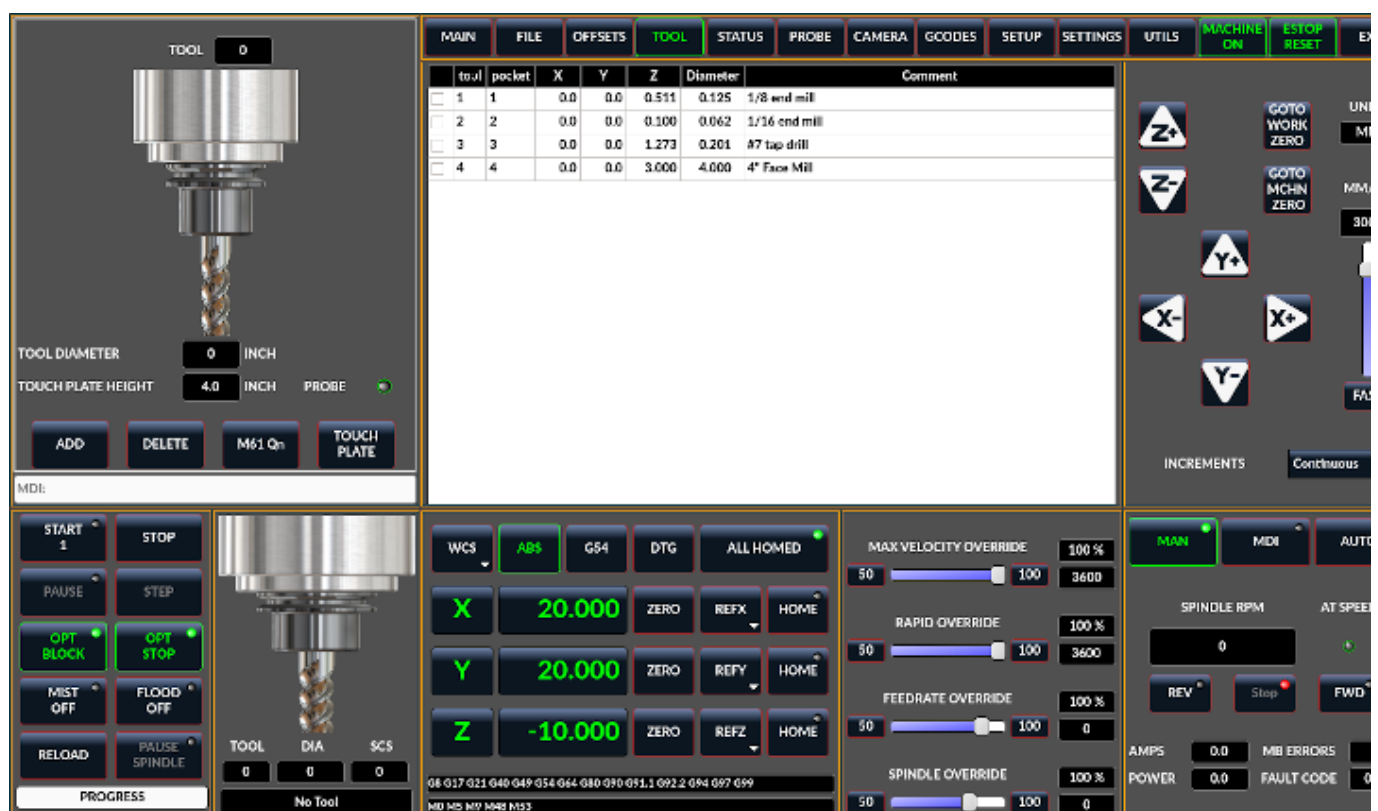 MAIN FILE OFFSETS TOOL STATUS PROBE CAMERA GCODES SETUP SETTINGS UTILS MACHINE ON ESTOP RESET
TOOL 0
tool pocket X Y Z Diameter Comment
1 1 0.0 0.0 0.511 0.125 1/8 end mill
2 2 0.0 0.0 0.100 0.062 1/16 end mill
3 3 0.0 0.0 1.273 0.201 #7 tap drill
4 4 0.0 0.0 3.000 4.000 4" Face Mill
TOOL DIAMETER 0 INCH
TOUCH PLATE HEIGHT 4.0 INCH PROBE
ADD DELETE M61 Qn TOUCH PLATE
MDI:
Z+
GOTO
WORK
ZERO
Z-
GOTO
MCHN
ZERO
Y+
X- X+
Y-
INCREMENTS Continuous
START
1
STOP
PAUSE STEP
OPT
BLOCK
OPT
STOP
MIST
OFF
FLOOD
OFF
RELOAD
PAUSE
SPINDLE
PROGRESS
TOOL DIA SCS
0 0 0
No Tool
WCS ABS G54 DTG ALL HOMED
X 20.000 ZERO REFX HOME
Y 20.000 ZERO REFY HOME
Z -10.000 ZERO REFZ HOME
G8 G17 G21 G40 G49 G54 G64 G80 G90 G91.1 G92.2 G94 G97 G99
M0 M5 M9 M48 M53
MAX VELOCITY OVERRIDE 100 %
50 100 3600
RAPID OVERRIDE 100 %
50 100 3600
FEEDRATE OVERRIDE 100 %
50 100 0
SPINDLE OVERRIDE 100 %
50 100 0
MAN MDI AUTO
SPINDLE RPM AT SPEED
0
REV Stop FWD
AMPS 0.0 MB ERRORS
POWER 0.0 FAULT CODE 0